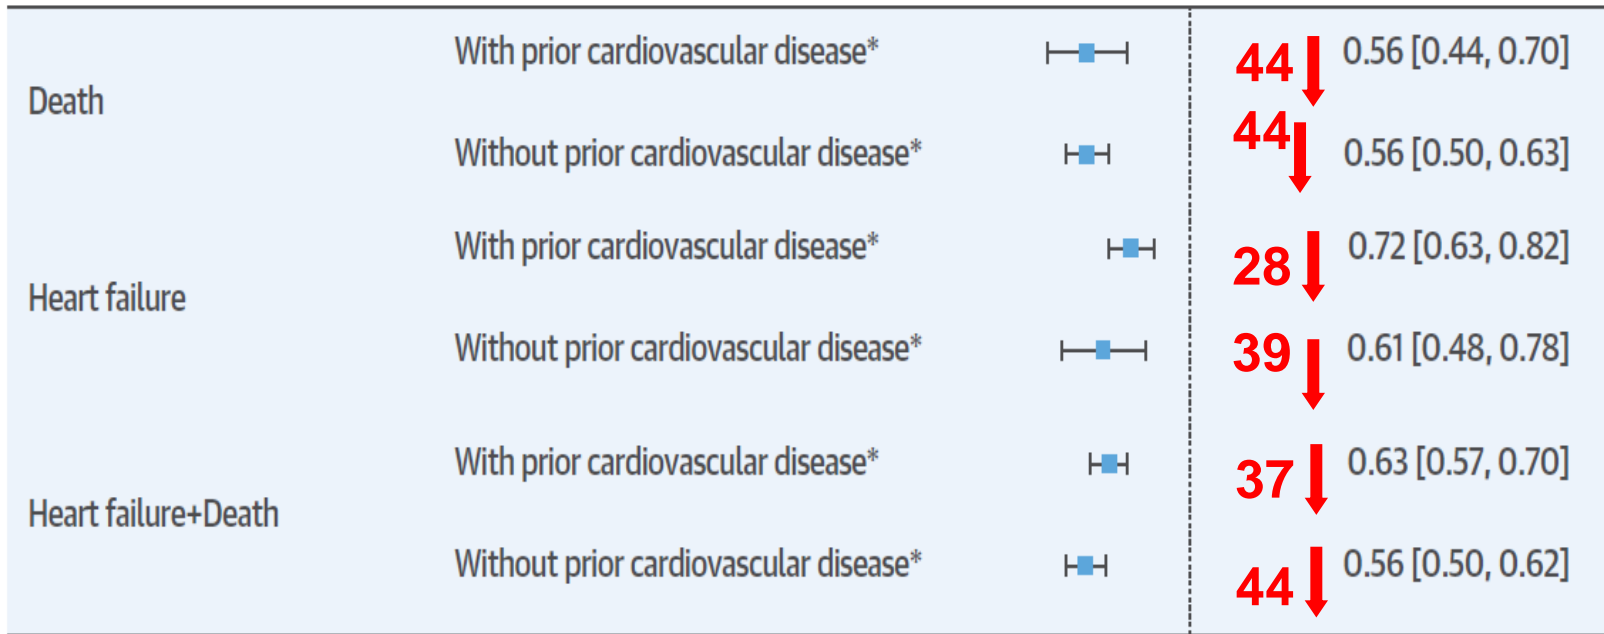 With prior cardiovascular disease* 44 0.56 [0.44, 0.70]
Death
Without prior cardiovascular disease* 44 0.56 [0.50, 0.63]
With prior cardiovascular disease* 28 0.72 [0.63, 0.82]
Heart failure
Without prior cardiovascular disease* 39 0.61 [0.48, 0.78]
With prior cardiovascular disease* 37 0.63 [0.57, 0.70]
Heart failure+Death
Without prior cardiovascular disease* 44 0.56 [0.50, 0.62]